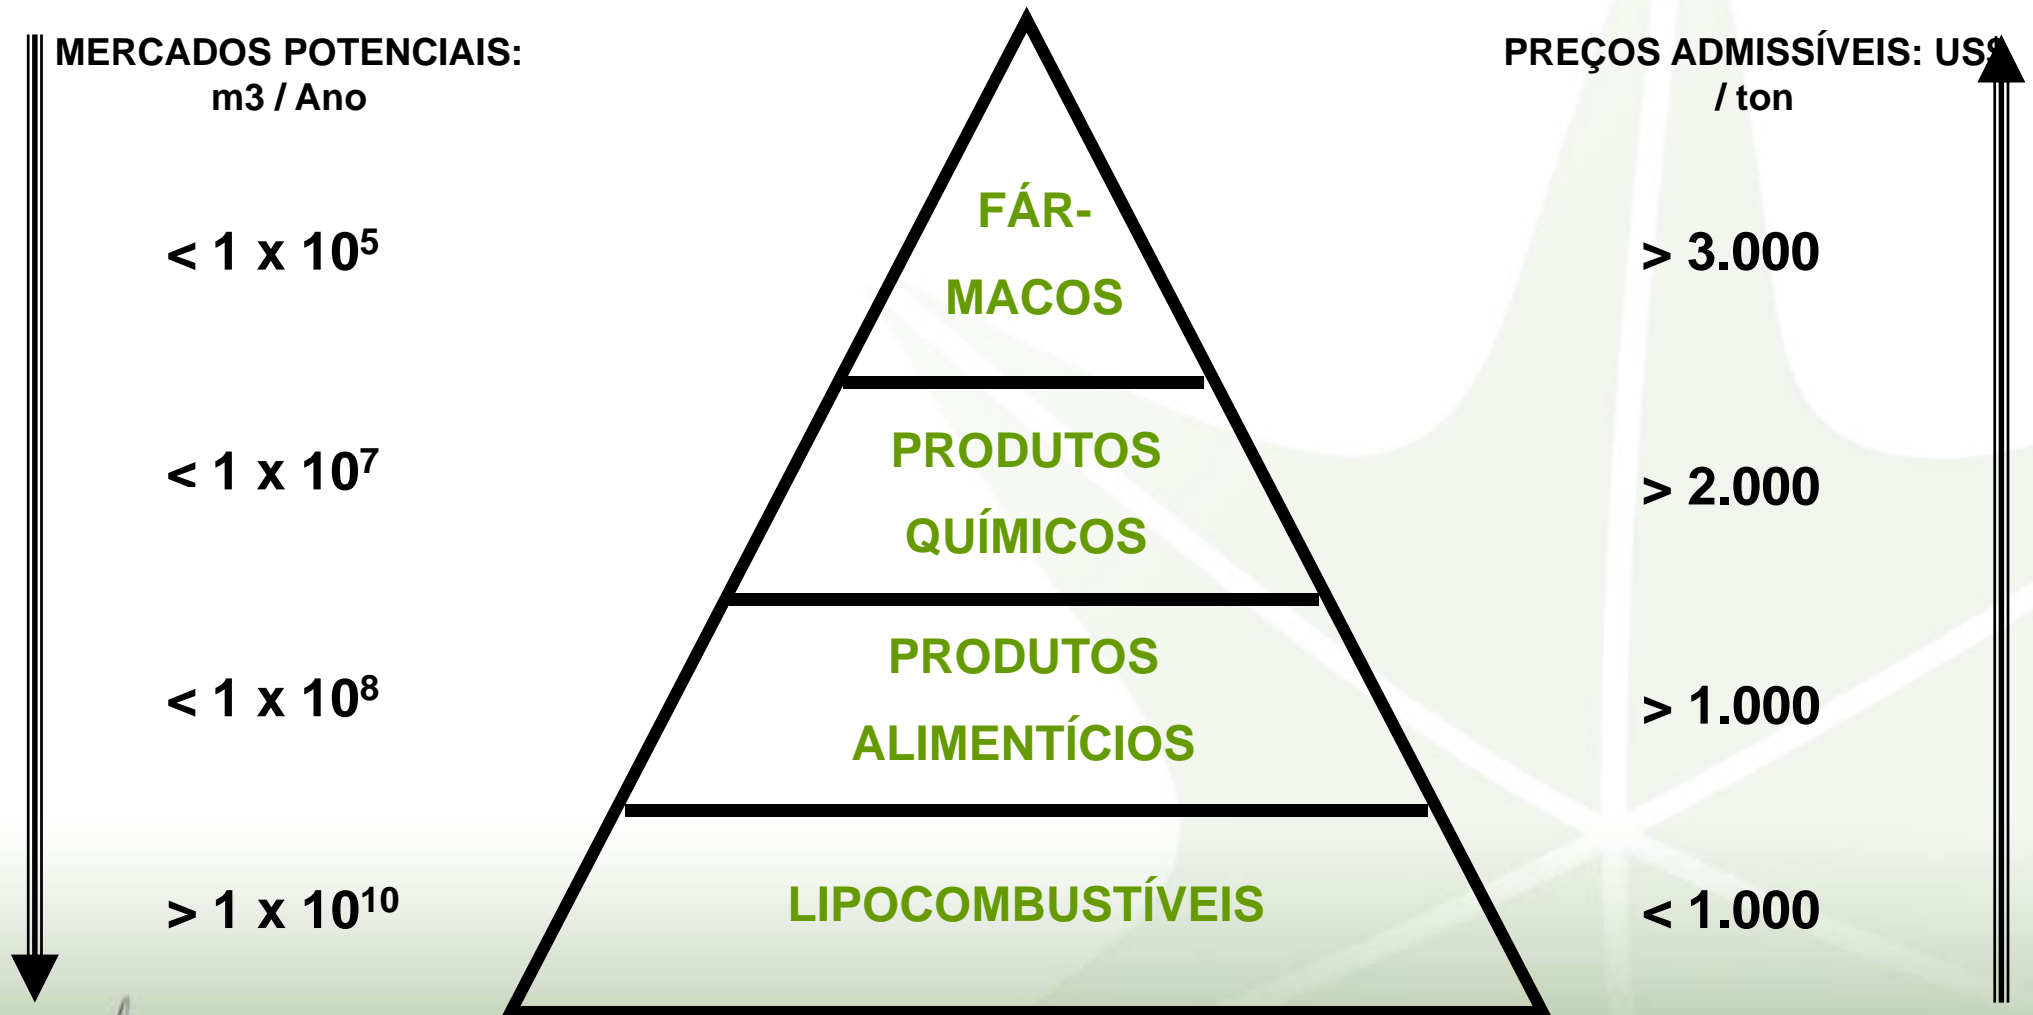 MERCADOS POTENCIAIS:
m3 / Ano
PREÇOS ADMISSÍVEIS: US$
/ ton
FÁR-
MACOS
< 1 x 10⁵
> 3.000
PRODUTOS
QUÍMICOS
< 1 x 10⁷
> 2.000
PRODUTOS
ALIMENTÍCIOS
< 1 x 10⁸
> 1.000
LIPOCOMBUSTÍVEIS
> 1 x 10¹⁰
< 1.000